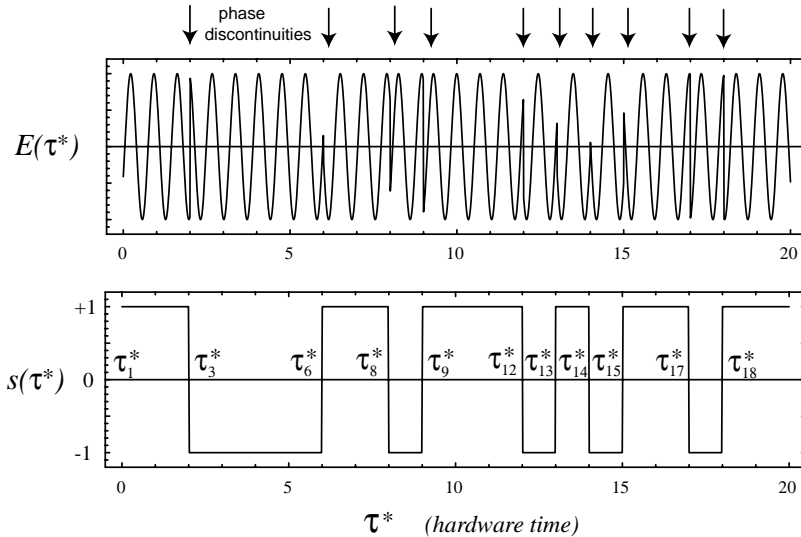 phase
discontinuities
E(τ*)
0 5 10 15 20
+1
τ*1 τ*3 τ*6 τ*8 τ*9 τ*12 τ*13 τ*14 τ*15 τ*17 τ*18
s(τ*) 0
-1
0 5 10 15 20
τ* (hardware time)